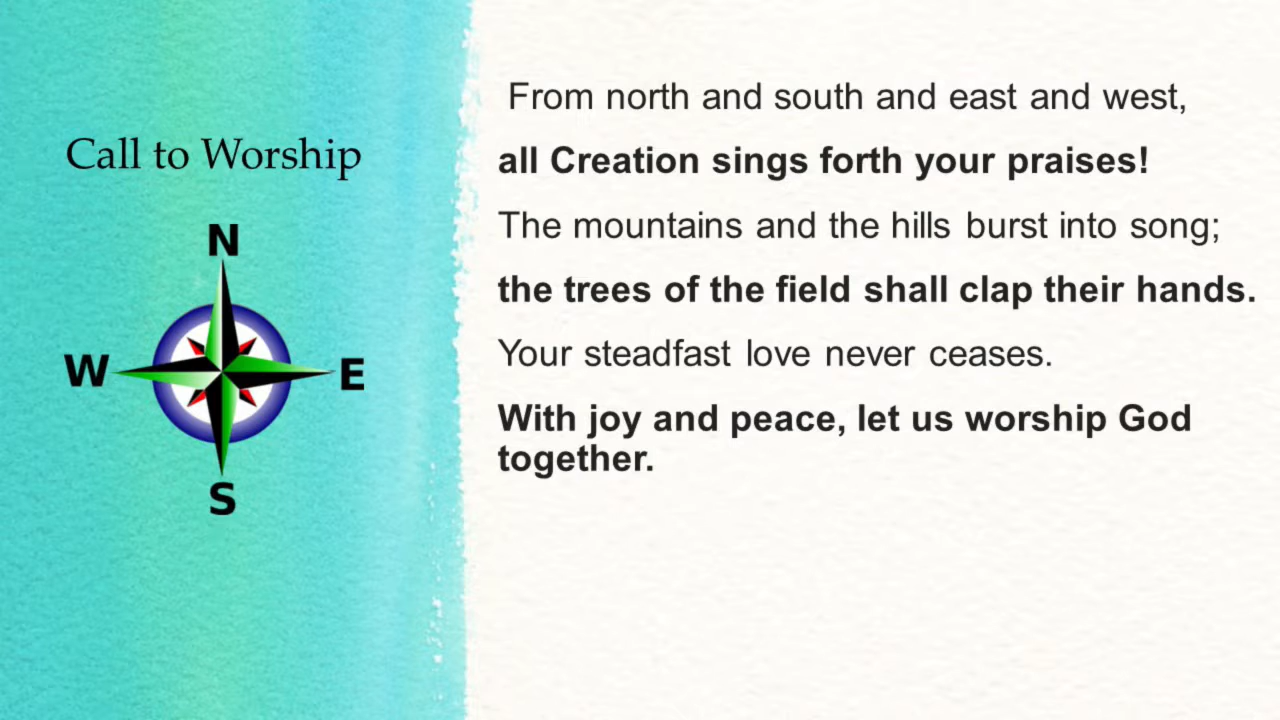 Call to Worship
N
W
E
S
From north and south and east and west,
all Creation sings forth your praises!
The mountains and the hills burst into song;
the trees of the field shall clap their hands.
Your steadfast love never ceases.
With joy and peace, let us worship God
together.